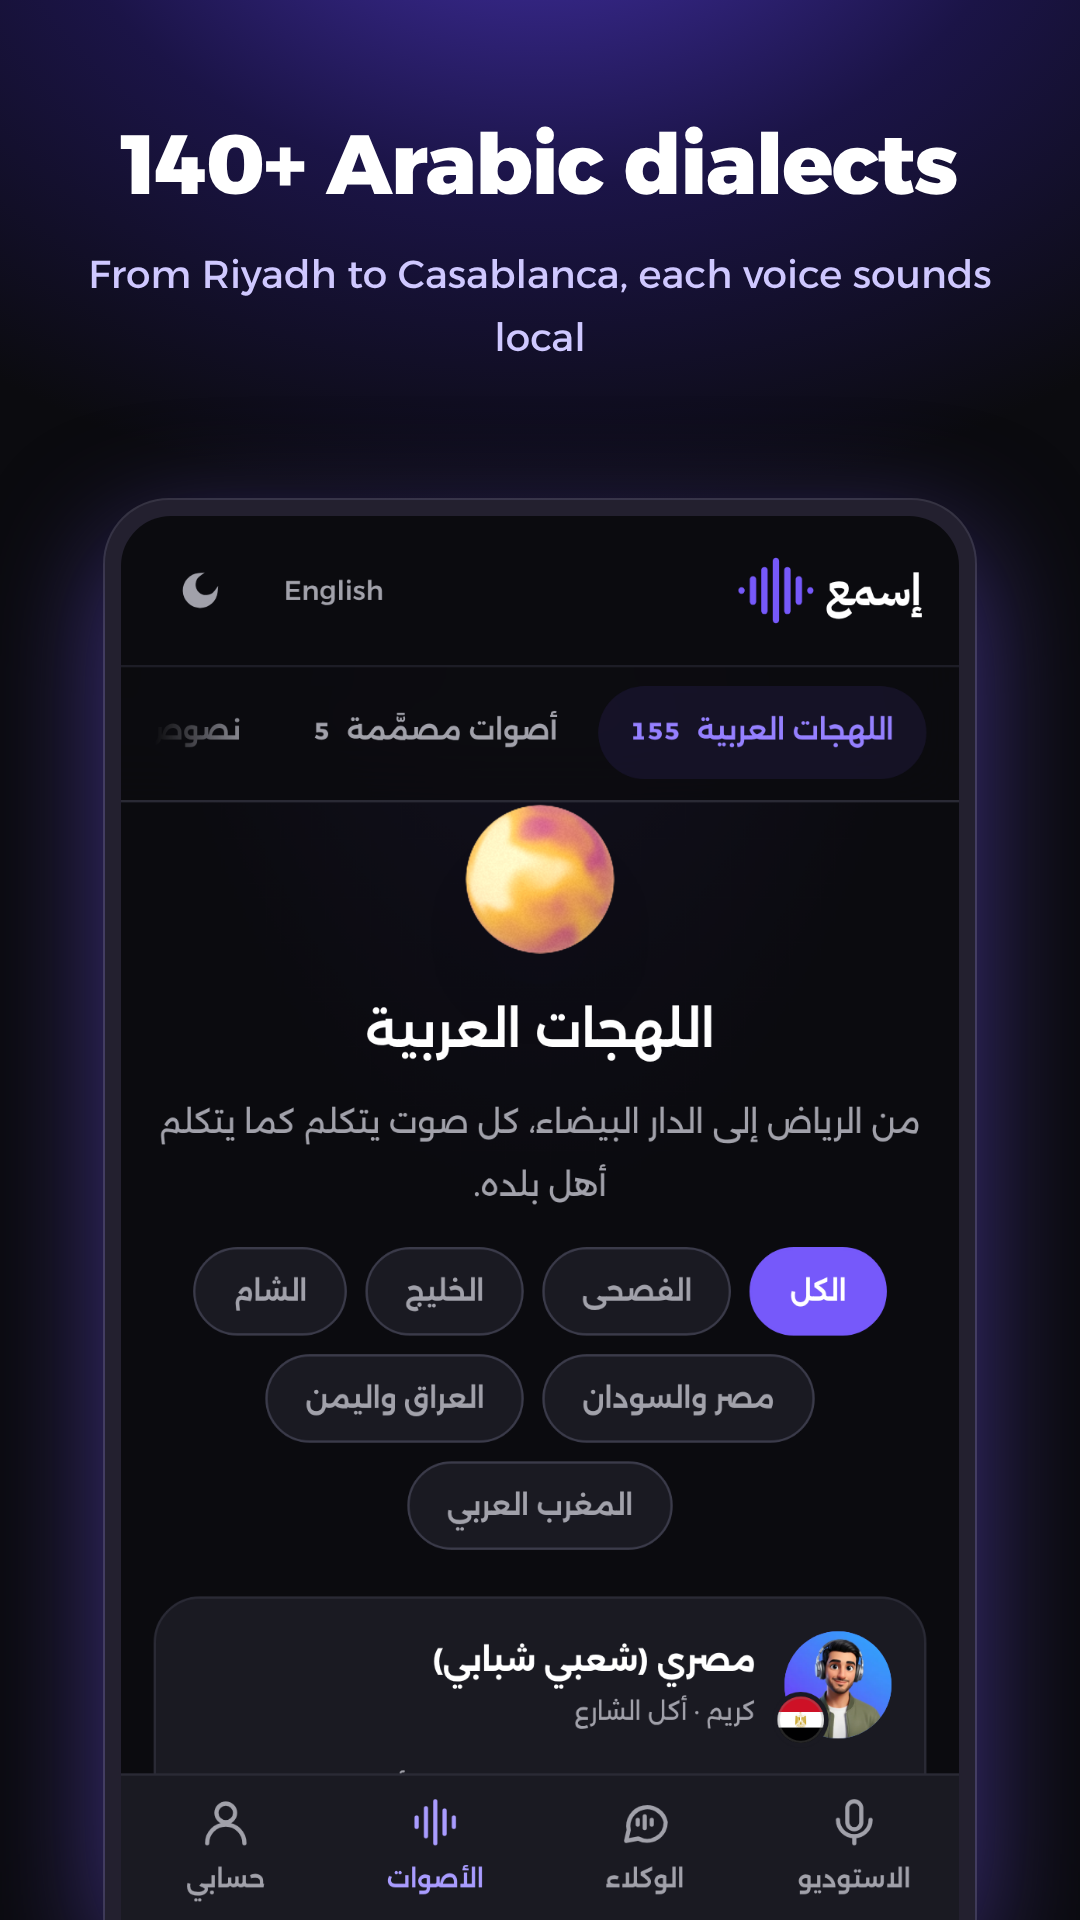 140+ Arabic dialects
From Riyadh to Casablanca, each voice sounds
local
إسمع
English
اللهجات العربية 155
أصوات مصمَّمة 5
اللهجات العربية
من الرياض إلى الدار البيضاء، كل صوت يتكلم كما يتكلم
أهل بلده.
الكل
الفصحى
الخليج
الشام
مصر والسودان
العراق واليمن
المغرب العربي
مصري (شعبي شبابي)
كريم · أكل الشارع
الاستوديو
الوكلاء
الأصوات
حسابي